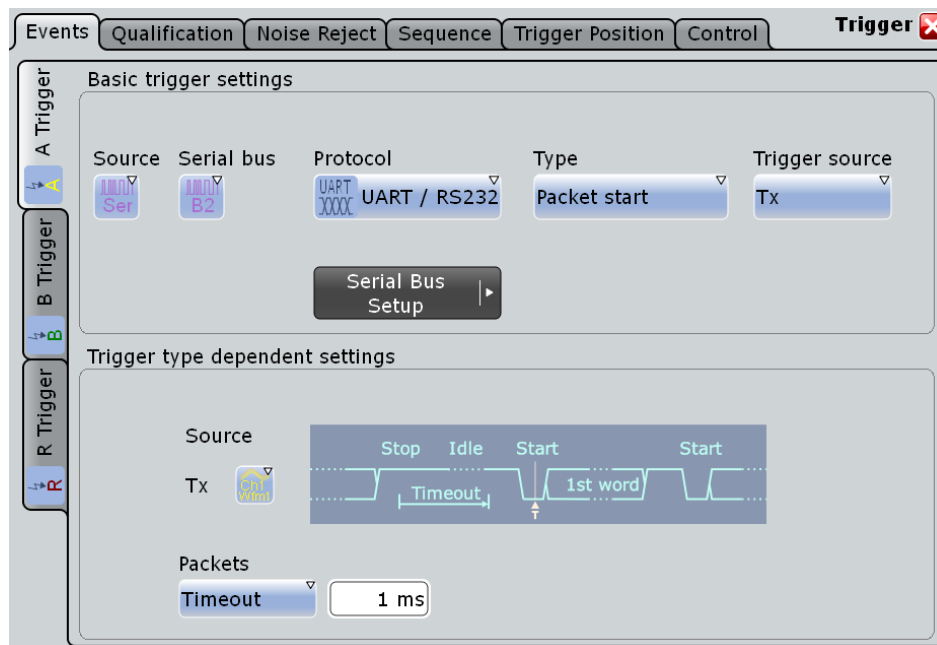 Events Qualification Noise Reject Sequence Trigger Position Control Trigger
A Trigger
A
B Trigger
B
R Trigger
R
Basic trigger settings
Source Serial bus Protocol Type Trigger source
Ser B2 UART XXXX UART / RS232 Packet start Tx
Serial Bus
Setup
Trigger type dependent settings
Source
Tx Ch1 Wfm1
Stop Idle Start Start
Timeout 1st word
T
Packets
Timeout 1 ms